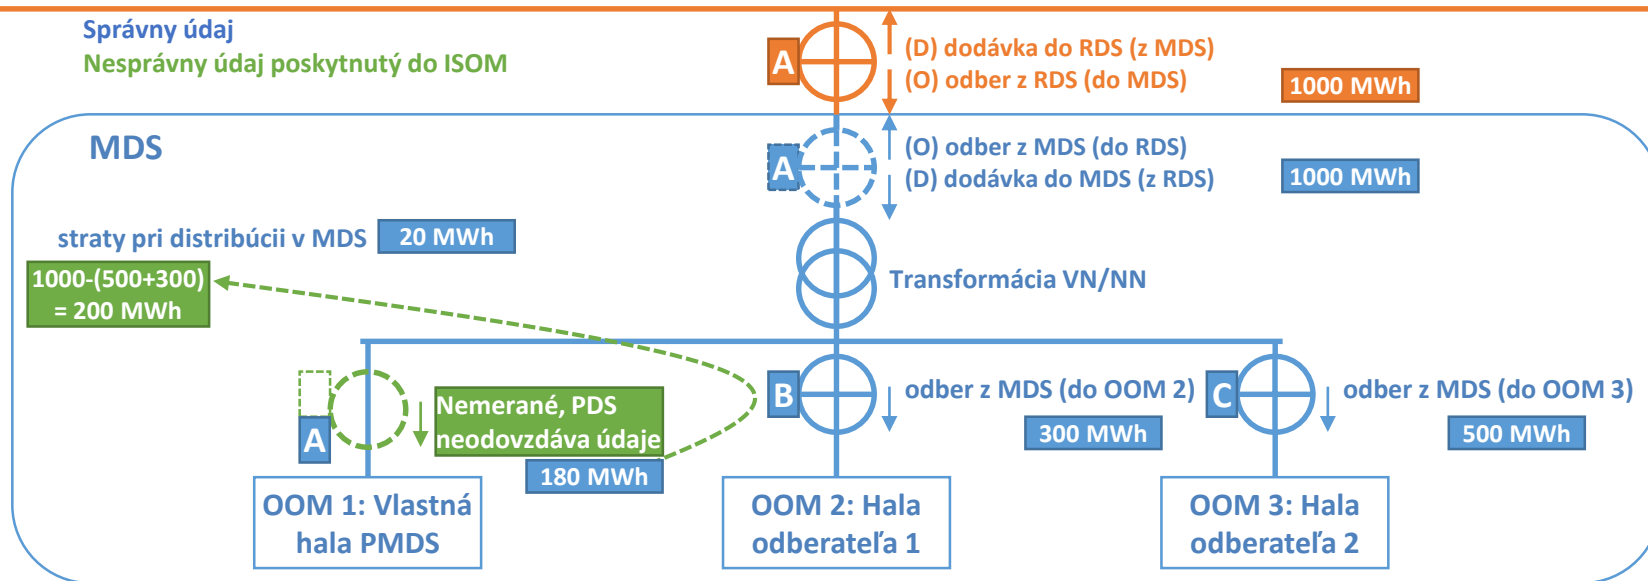 Správny údaj
Nesprávny údaj poskytnutý do ISOM
A
(D) dodávka do RDS (z MDS)
(O) odber z RDS (do MDS)
1000 MWh
MDS
A
(O) odber z MDS (do RDS)
(D) dodávka do MDS (z RDS)
1000 MWh
straty pri distribúcii v MDS
20 MWh
1000-(500+300)
= 200 MWh
Transformácia VN/NN
A
Nemerané, PDS
neodovzdáva údaje
180 MWh
B
odber z MDS (do OOM 2)
300 MWh
C
odber z MDS (do OOM 3)
500 MWh
OOM 1: Vlastná
hala PMDS
OOM 2: Hala
odberateľa 1
OOM 3: Hala
odberateľa 2